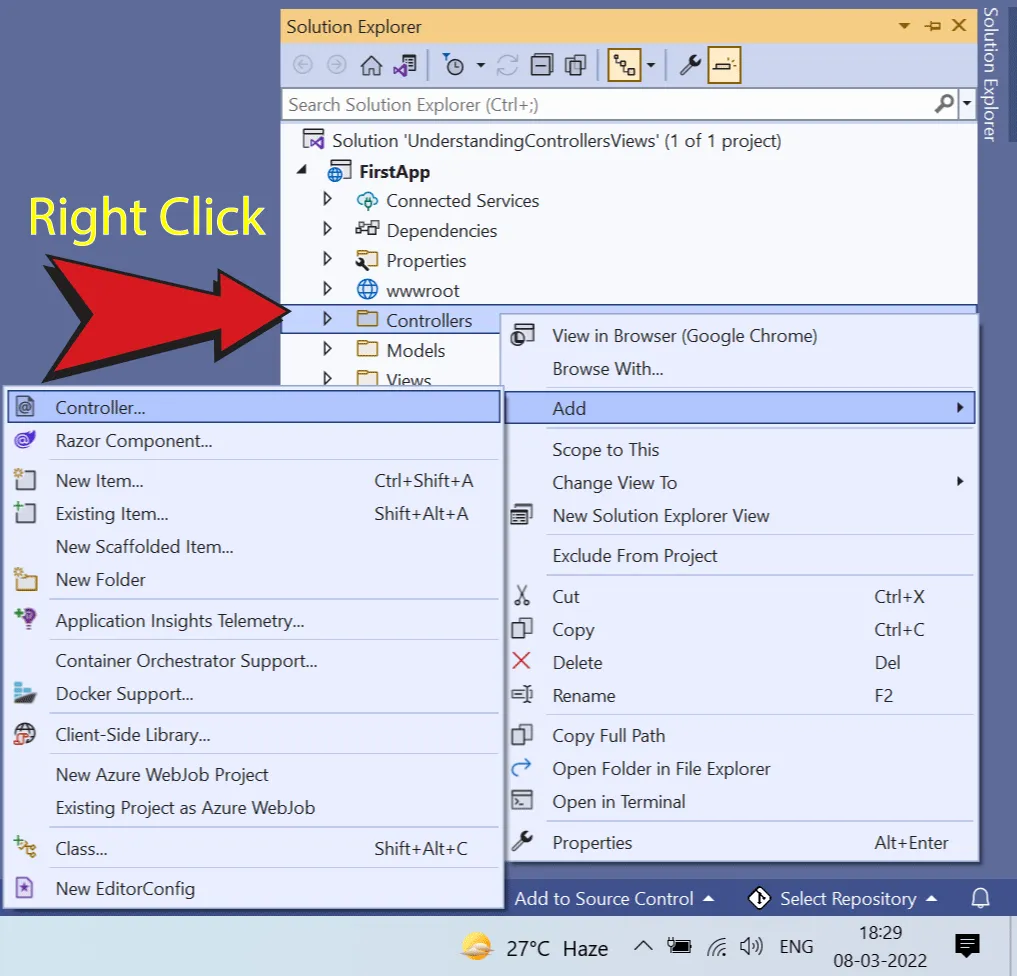 Solution Explorer
Solution Explorer
Search Solution Explorer (Ctrl+;)
Solution 'UnderstandingControllersViews' (1 of 1 project)
FirstApp
Connected Services
Dependencies
Properties
wwwroot
Controllers
Models
Views
Right Click
View in Browser (Google Chrome)
Browse With...
Add
Scope to This
Change View To
New Solution Explorer View
Exclude From Project
Cut Ctrl+X
Copy Ctrl+C
Delete Del
Rename F2
Copy Full Path
Open Folder in File Explorer
Open in Terminal
Properties Alt+Enter
Controller...
Razor Component...
New Item... Ctrl+Shift+A
Existing Item... Shift+Alt+A
New Scaffolded Item...
New Folder
Application Insights Telemetry...
Container Orchestrator Support...
Docker Support...
Client-Side Library...
New Azure WebJob Project
Existing Project as Azure WebJob
Class... Shift+Alt+C
New EditorConfig
Add to Source Control Select Repository
27°C Haze ENG 18:29
08-03-2022